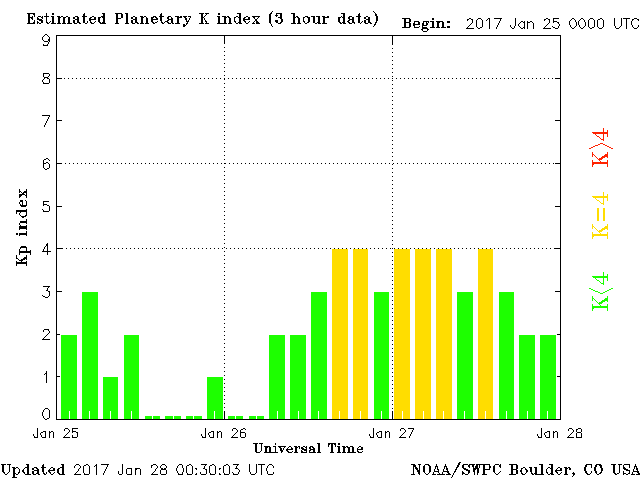 Estimated Planetary K index (3 hour data)
Begin: 2017 Jan 25 0000 UTC
9
8
7
6
5
4
3
2
1
0
Kp index
K>4
K=4
K<4
Jan 25
Jan 26
Jan 27
Jan 28
Universal Time
Updated 2017 Jan 28 00:30:03 UTC
NOAA/SWPC Boulder, CO USA